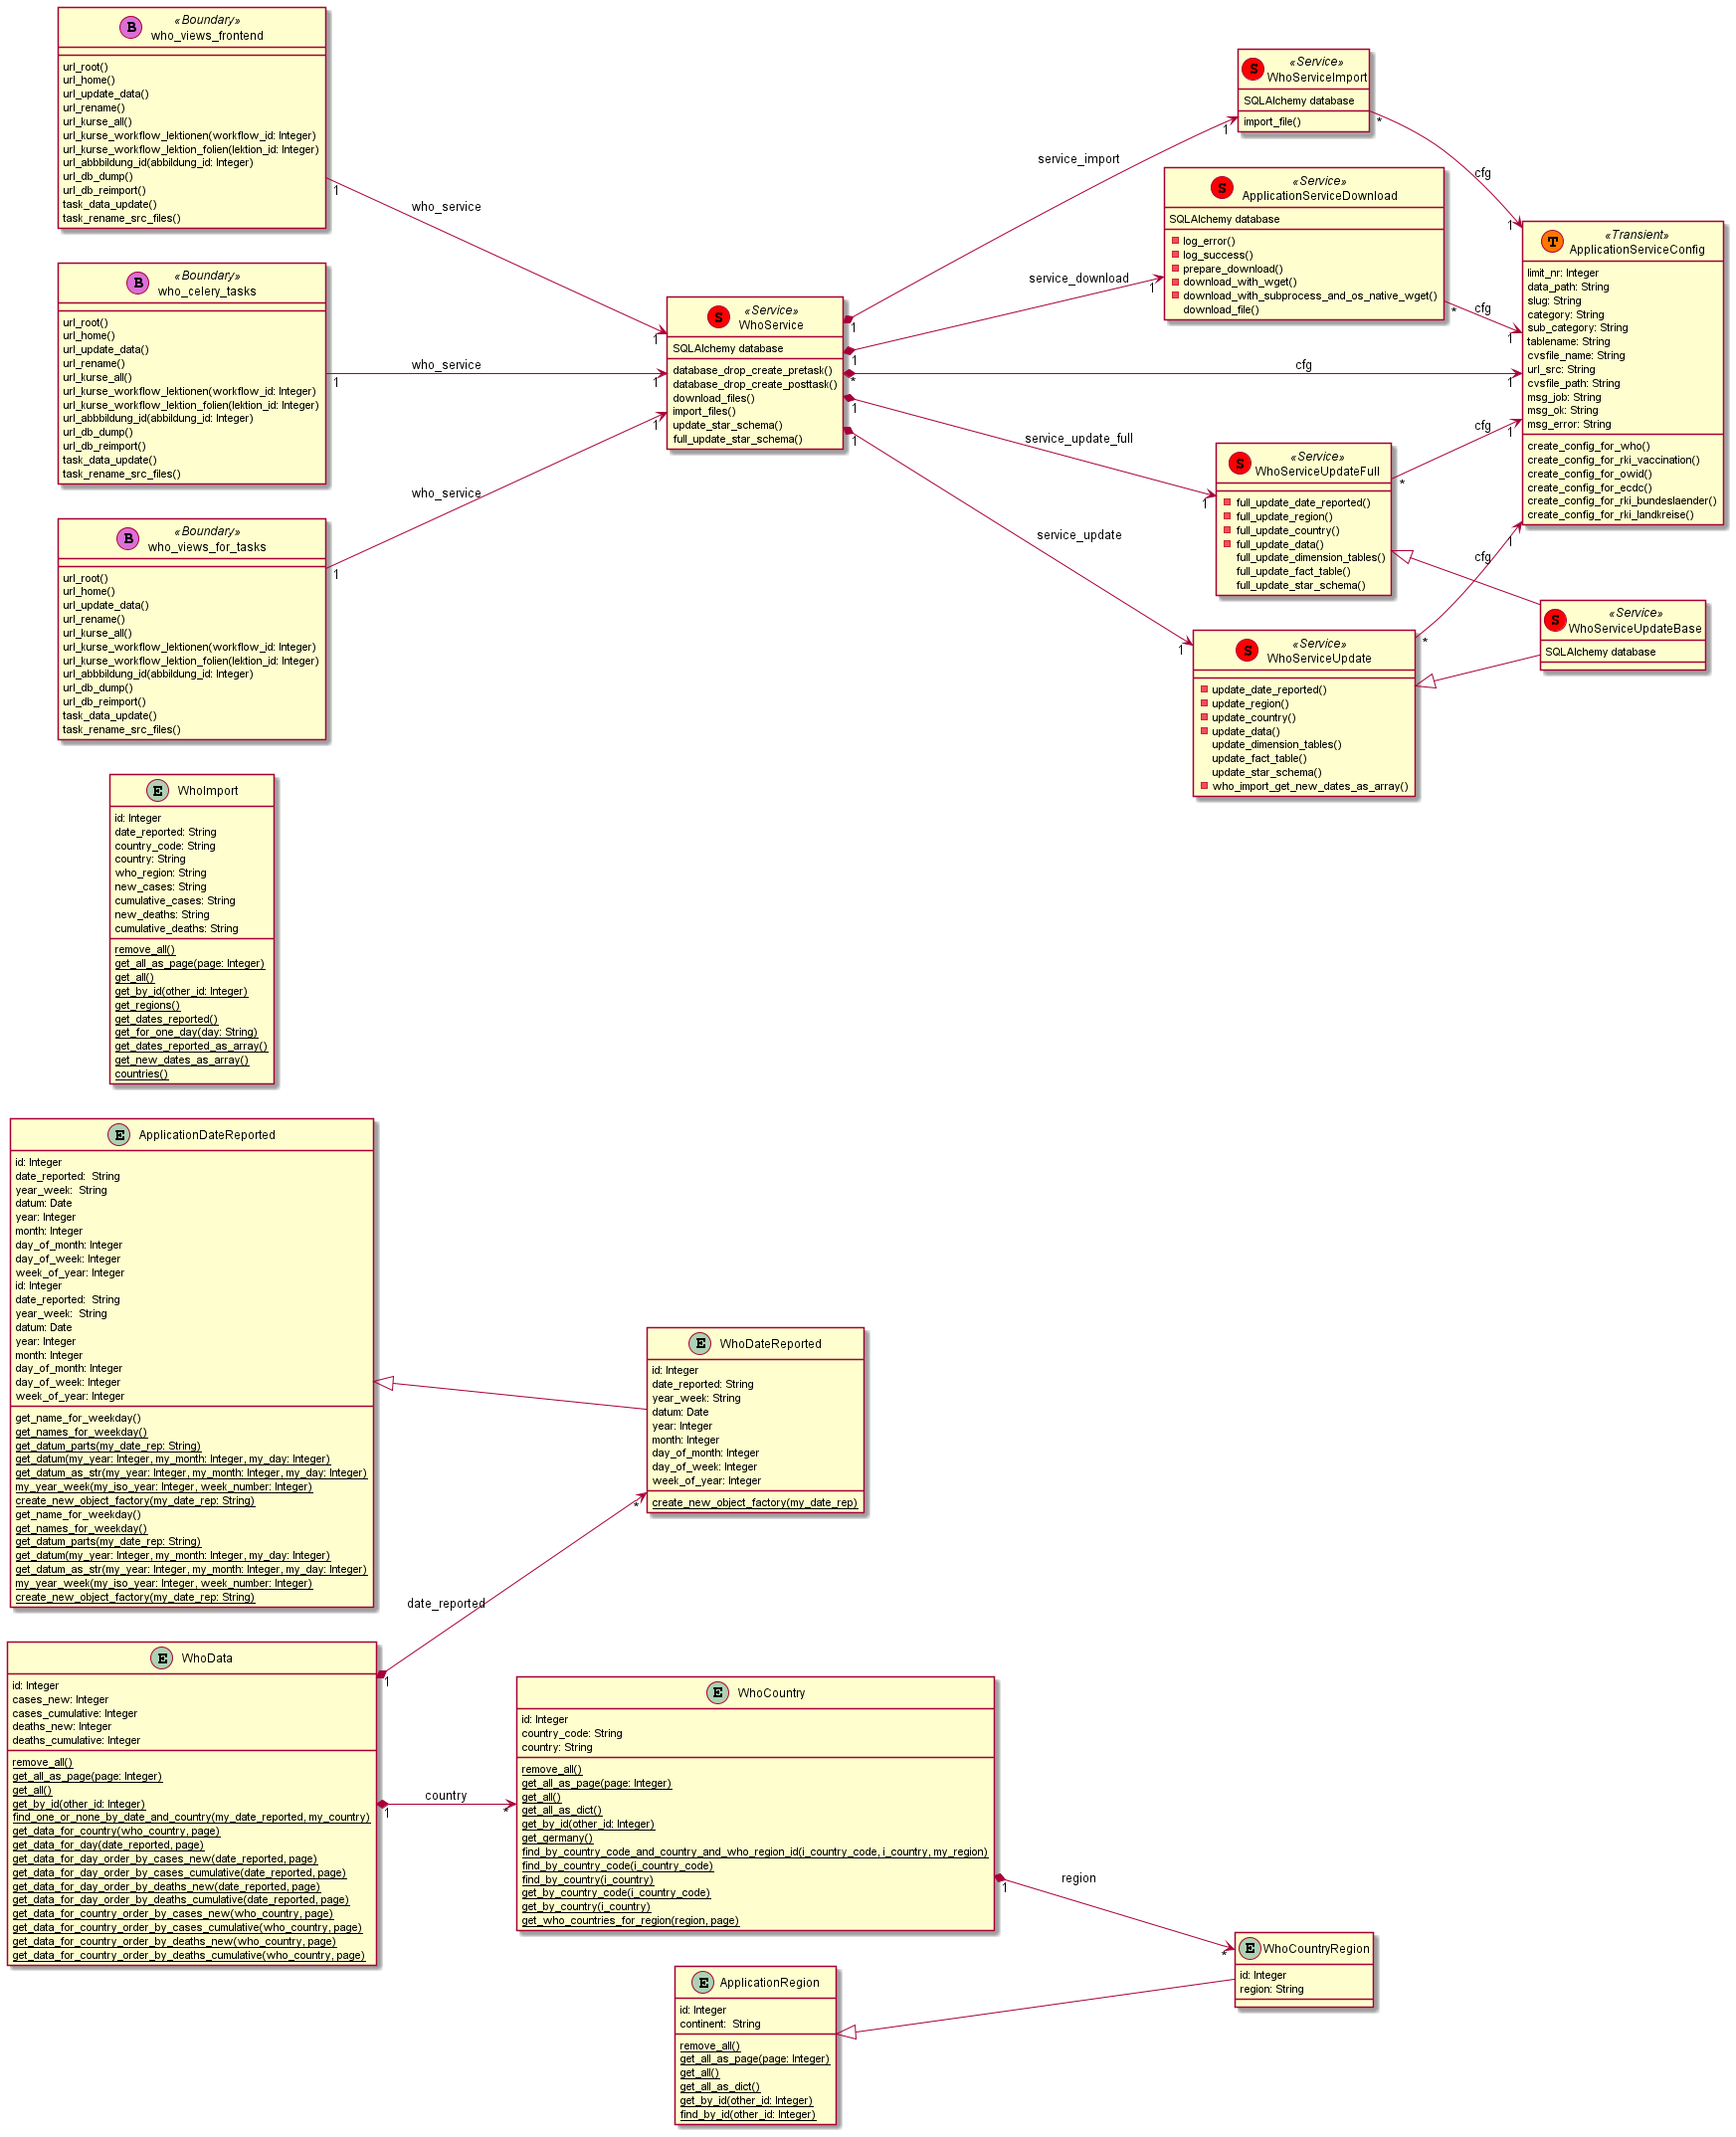 B
«Boundary»
who_views_frontend
url_root()
url_home()
url_update_data()
url_rename()
url_kurse_all()
url_kurse_workflow_lektionen(workflow_id: Integer)
url_kurse_workflow_lektion_folien(lektion_id: Integer)
url_abbbildung_id(abbildung_id: Integer)
url_db_dump()
url_db_reimport()
task_data_update()
task_rename_src_files()
1
who_service
B
«Boundary»
who_celery_tasks
url_root()
url_home()
url_update_data()
url_rename()
url_kurse_all()
url_kurse_workflow_lektionen(workflow_id: Integer)
url_kurse_workflow_lektion_folien(lektion_id: Integer)
url_abbbildung_id(abbildung_id: Integer)
url_db_dump()
url_db_reimport()
task_data_update()
task_rename_src_files()
1
who_service
B
«Boundary»
who_views_for_tasks
url_root()
url_home()
url_update_data()
url_rename()
url_kurse_all()
url_kurse_workflow_lektionen(workflow_id: Integer)
url_kurse_workflow_lektion_folien(lektion_id: Integer)
url_abbbildung_id(abbildung_id: Integer)
url_db_dump()
url_db_reimport()
task_data_update()
task_rename_src_files()
1
who_service
1
1
1
S
«Service»
WhoService
SQLAlchemy database
database_drop_create_pretask()
database_drop_create_posttask()
download_files()
import_files()
update_star_schema()
full_update_star_schema()
1
1
*
1
1
service_import
service_download
cfg
service_update_full
service_update
1
1
1
1
1
S
«Service»
WhoServiceImport
SQLAlchemy database
import_file()
*
cfg
1
S
«Service»
ApplicationServiceDownload
SQLAlchemy database
log_error()
log_success()
prepare_download()
download_with_wget()
download_with_subprocess_and_os_native_wget()
download_file()
*
cfg
1
T
«Transient»
ApplicationServiceConfig
limit_nr: Integer
data_path: String
slug: String
category: String
sub_category: String
tablename: String
cvsfile_name: String
url_src: String
cvsfile_path: String
msg_job: String
msg_ok: String
msg_error: String
create_config_for_who()
create_config_for_rki_vaccination()
create_config_for_owid()
create_config_for_ecdc()
create_config_for_rki_bundeslaender()
create_config_for_rki_landkreise()
S
«Service»
WhoServiceUpdateFull
full_update_date_reported()
full_update_region()
full_update_country()
full_update_data()
full_update_dimension_tables()
full_update_fact_table()
full_update_star_schema()
*
cfg
1
S
«Service»
WhoServiceUpdate
update_date_reported()
update_region()
update_country()
update_data()
update_dimension_tables()
update_fact_table()
update_star_schema()
who_import_get_new_dates_as_array()
*
cfg
1
S
«Service»
WhoServiceUpdateBase
SQLAlchemy database
E
WhoImport
id: Integer
date_reported: String
country_code: String
country: String
who_region: String
new_cases: String
cumulative_cases: String
new_deaths: String
cumulative_deaths: String
remove_all()
get_all_as_page(page: Integer)
get_all()
get_by_id(other_id: Integer)
get_regions()
get_dates_reported()
get_for_one_day(day: String)
get_dates_reported_as_array()
get_new_dates_as_array()
countries()
E
ApplicationDateReported
id: Integer
date_reported:  String
year_week:  String
datum: Date
year: Integer
month: Integer
day_of_month: Integer
day_of_week: Integer
week_of_year: Integer
id: Integer
date_reported:  String
year_week:  String
datum: Date
year: Integer
month: Integer
day_of_month: Integer
day_of_week: Integer
week_of_year: Integer
get_name_for_weekday()
get_names_for_weekday()
get_datum_parts(my_date_rep: String)
get_datum(my_year: Integer, my_month: Integer, my_day: Integer)
get_datum_as_str(my_year: Integer, my_month: Integer, my_day: Integer)
my_year_week(my_iso_year: Integer, week_number: Integer)
create_new_object_factory(my_date_rep: String)
get_name_for_weekday()
get_names_for_weekday()
get_datum_parts(my_date_rep: String)
get_datum(my_year: Integer, my_month: Integer, my_day: Integer)
get_datum_as_str(my_year: Integer, my_month: Integer, my_day: Integer)
my_year_week(my_iso_year: Integer, week_number: Integer)
create_new_object_factory(my_date_rep: String)
E
WhoDateReported
id: Integer
date_reported: String
year_week: String
datum: Date
year: Integer
month: Integer
day_of_month: Integer
day_of_week: Integer
week_of_year: Integer
create_new_object_factory(my_date_rep)
*
date_reported
1
E
WhoData
id: Integer
cases_new: Integer
cases_cumulative: Integer
deaths_new: Integer
deaths_cumulative: Integer
remove_all()
get_all_as_page(page: Integer)
get_all()
get_by_id(other_id: Integer)
find_one_or_none_by_date_and_country(my_date_reported, my_country)
get_data_for_country(who_country, page)
get_data_for_day(date_reported, page)
get_data_for_day_order_by_cases_new(date_reported, page)
get_data_for_day_order_by_cases_cumulative(date_reported, page)
get_data_for_day_order_by_deaths_new(date_reported, page)
get_data_for_day_order_by_deaths_cumulative(date_reported, page)
get_data_for_country_order_by_cases_new(who_country, page)
get_data_for_country_order_by_cases_cumulative(who_country, page)
get_data_for_country_order_by_deaths_new(who_country, page)
get_data_for_country_order_by_deaths_cumulative(who_country, page)
1
country
*
E
WhoCountry
id: Integer
country_code: String
country: String
remove_all()
get_all_as_page(page: Integer)
get_all()
get_all_as_dict()
get_by_id(other_id: Integer)
get_germany()
find_by_country_code_and_country_and_who_region_id(i_country_code, i_country, my_region)
find_by_country_code(i_country_code)
find_by_country(i_country)
get_by_country_code(i_country_code)
get_by_country(i_country)
get_who_countries_for_region(region, page)
1
region
*
E
WhoCountryRegion
id: Integer
region: String
E
ApplicationRegion
id: Integer
continent:  String
remove_all()
get_all_as_page(page: Integer)
get_all()
get_all_as_dict()
get_by_id(other_id: Integer)
find_by_id(other_id: Integer)